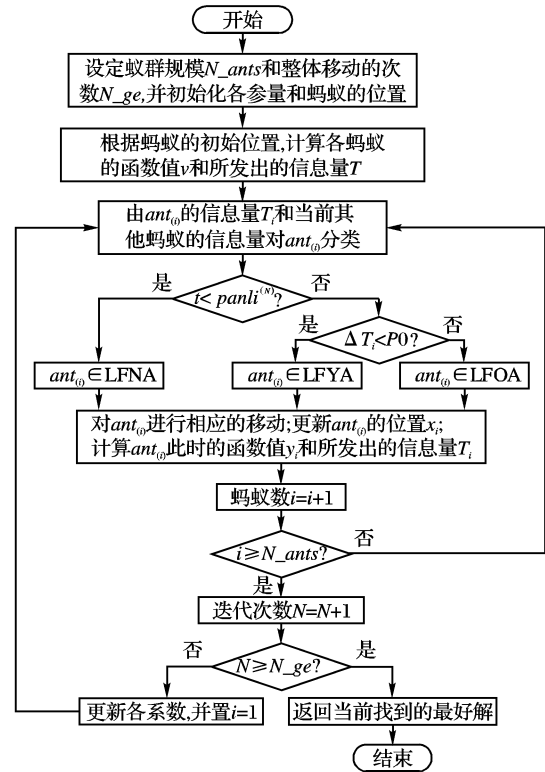 开始
设定蚁群规模N_ants和整体移动的次
数N_ge,并初始化各参量和蚂蚁的位置
根据蚂蚁的初始位置,计算各蚂蚁
的函数值v和所发出的信息量T
由ant(i)的信息量Ti和当前其
他蚂蚁的信息量对ant(i)分类
是
t< panli(N)?
否
是
ΔTi<P0?
否
ant(i)∈LFNA
ant(i)∈LFYA
ant(i)∈LFOA
对ant(i)进行相应的移动;更新ant(i)的位置xi;
计算ant(i)此时的函数值yi和所发出的信息量Ti
蚂蚁数i=i+1
i≥N_ants?
否
是
迭代次数N=N+1
否
N≥N_ge?
是
更新各系数,并置i=1
返回当前找到的最好解
结束